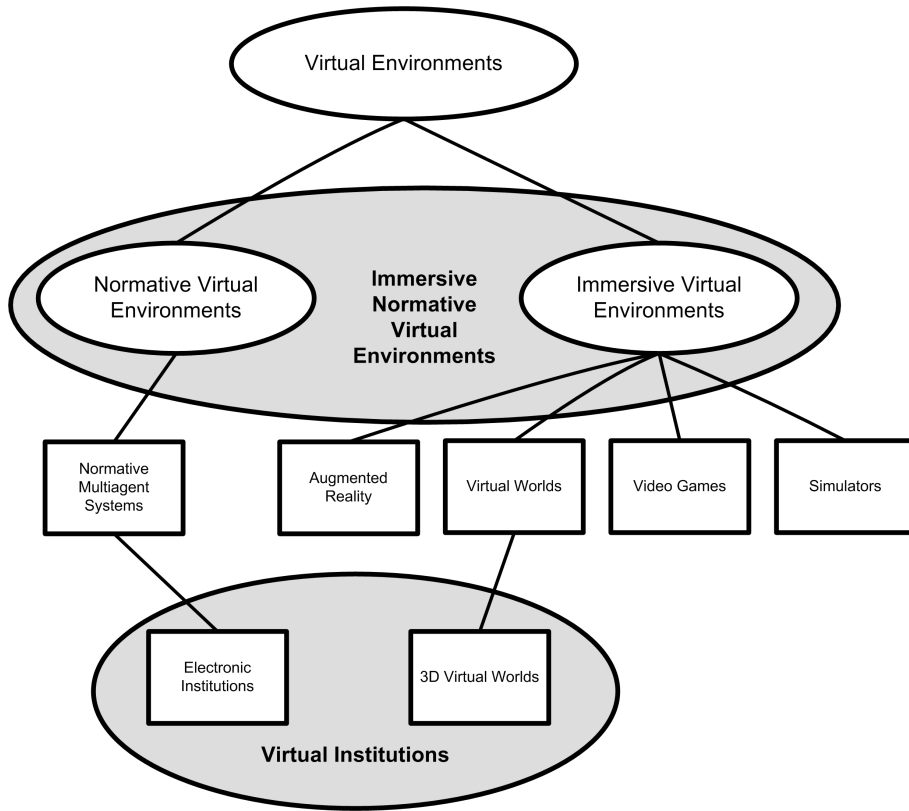 Virtual Environments
Normative Virtual
Environments
Immersive
Normative
Virtual
Environments
Immersive Virtual
Environments
Normative
Multiagent
Systems
Augmented
Reality
Virtual Worlds
Video Games
Simulators
Electronic
Institutions
3D Virtual Worlds
Virtual Institutions